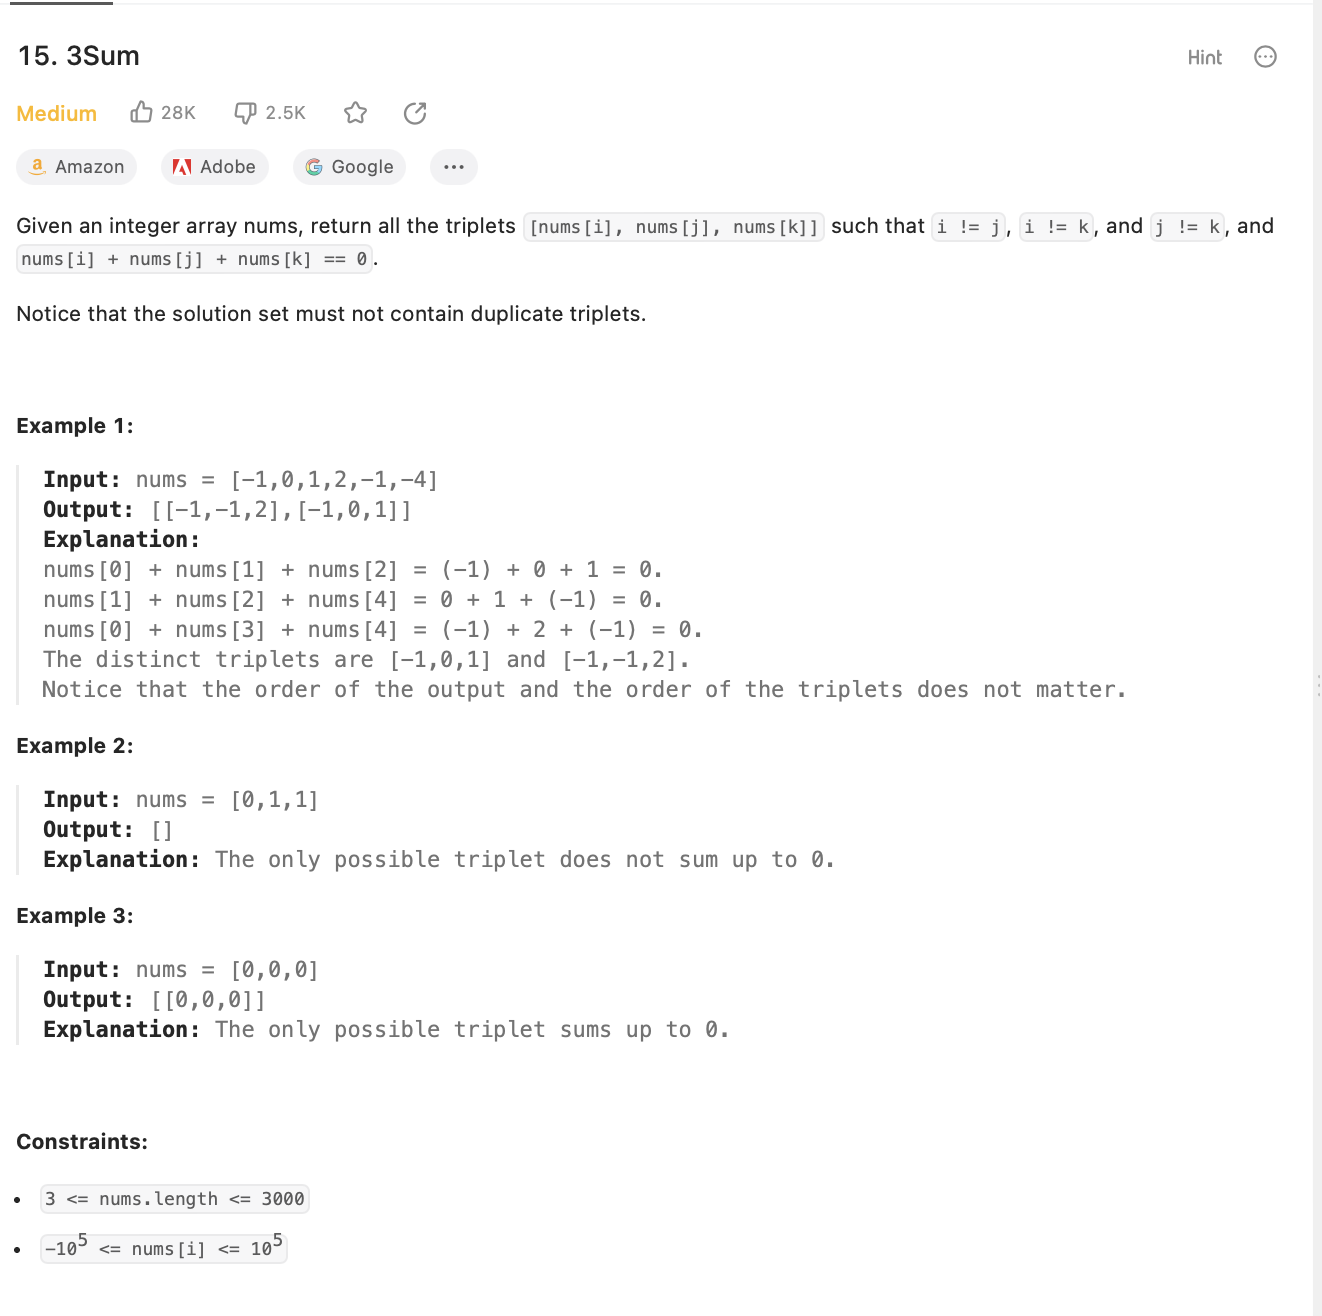 15. 3Sum
Hint
Medium 28K 2.5K
Amazon Adobe Google
Given an integer array nums, return all the triplets [nums[i], nums[j], nums[k]] such that i != j, i != k, and j != k, and
nums[i] + nums[j] + nums[k] == 0.
Notice that the solution set must not contain duplicate triplets.
Example 1:
Input: nums = [-1,0,1,2,-1,-4]
Output: [[-1,-1,2],[-1,0,1]]
Explanation:
nums[0] + nums[1] + nums[2] = (-1) + 0 + 1 = 0.
nums[1] + nums[2] + nums[4] = 0 + 1 + (-1) = 0.
nums[0] + nums[3] + nums[4] = (-1) + 2 + (-1) = 0.
The distinct triplets are [-1,0,1] and [-1,-1,2].
Notice that the order of the output and the order of the triplets does not matter.
Example 2:
Input: nums = [0,1,1]
Output: []
Explanation: The only possible triplet does not sum up to 0.
Example 3:
Input: nums = [0,0,0]
Output: [[0,0,0]]
Explanation: The only possible triplet sums up to 0.
Constraints:
• 3 <= nums.length <= 3000
• -10⁵ <= nums[i] <= 10⁵